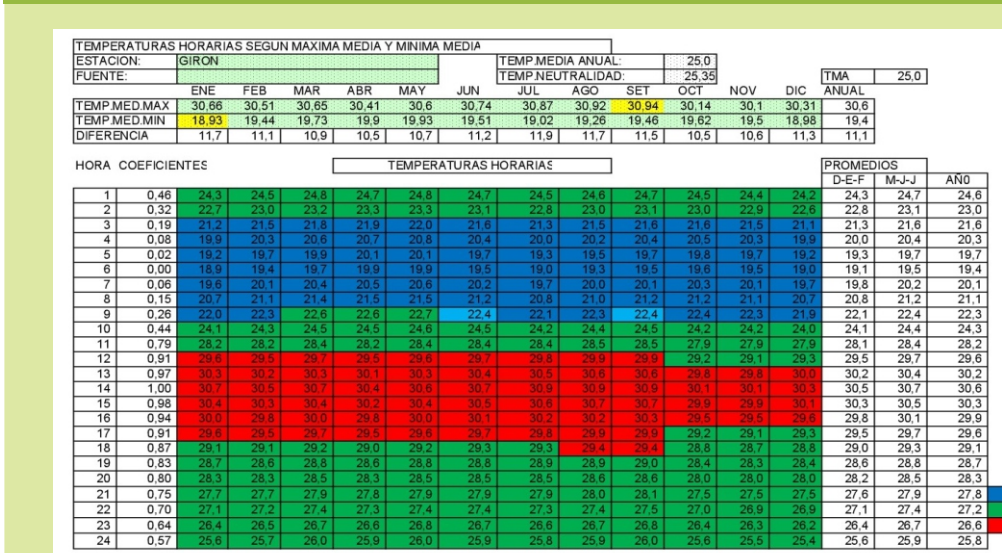 TEMPERATURAS HORARIAS SEGUN MAXIMA MEDIA Y MINIMA MEDIA
ESTACION: GIRON TEMP.MEDIA ANUAL: 25,0
FUENTE: TEMP.NEUTRALIDAD: 25,35 TMA 25,0
ENE FEB MAR ABR MAY JUN JUL AGO SET OCT NOV DIC ANUAL
TEMP.MED.MAX 30,66 30,51 30,65 30,41 30,6 30,74 30,87 30,92 30,94 30,14 30,1 30,31 30,6
TEMP.MED.MIN 18,93 19,44 19,73 19,9 19,93 19,51 19,02 19,26 19,46 19,62 19,5 18,98 19,4
DIFERENCIA 11,7 11,1 10,9 10,5 10,7 11,2 11,9 11,7 11,5 10,5 10,6 11,3 11,1
HORA COEFICIENTES TEMPERATURAS HORARIAS PROMEDIOS
D-E-F M-J-J AÑO
1 0,46 24,3 24,5 24,8 24,7 24,8 24,7 24,5 24,6 24,7 24,5 24,4 24,2 24,3 24,7 24,6
2 0,32 22,7 23,0 23,2 23,3 23,3 23,1 22,8 23,0 23,1 23,0 22,9 22,6 22,8 23,1 23,0
3 0,19 21,2 21,5 21,8 21,9 22,0 21,6 21,3 21,5 21,6 21,6 21,5 21,1 21,3 21,6 21,6
4 0,08 19,9 20,3 20,6 20,7 20,8 20,4 20,0 20,2 20,4 20,5 20,3 19,9 20,0 20,4 20,3
5 0,02 19,2 19,7 19,9 20,1 20,1 19,7 19,3 19,5 19,7 19,8 19,7 19,2 19,3 19,7 19,7
6 0,00 18,9 19,4 19,7 19,9 19,9 19,5 19,0 19,3 19,5 19,6 19,5 19,0 19,1 19,5 19,4
7 0,06 19,6 20,1 20,4 20,5 20,6 20,2 19,7 20,0 20,1 20,3 20,1 19,7 19,8 20,2 20,1
8 0,15 20,7 21,1 21,4 21,5 21,5 21,2 20,8 21,0 21,2 21,2 21,1 20,7 20,8 21,2 21,1
9 0,26 22,0 22,3 22,6 22,6 22,7 22,4 22,1 22,3 22,4 22,4 22,3 21,9 22,1 22,4 22,3
10 0,44 24,1 24,3 24,5 24,5 24,6 24,5 24,2 24,4 24,5 24,2 24,2 24,0 24,1 24,4 24,3
11 0,79 28,2 28,2 28,4 28,2 28,4 28,4 28,4 28,5 28,5 27,9 27,9 27,9 28,1 28,4 28,2
12 0,91 29,6 29,5 29,7 29,5 29,6 29,7 29,8 29,9 29,9 29,2 29,1 29,3 29,5 29,7 29,6
13 0,97 30,3 30,2 30,3 30,1 30,3 30,4 30,5 30,6 30,6 29,8 29,8 30,0 30,2 30,4 30,3
14 1,00 30,7 30,5 30,7 30,4 30,6 30,7 30,9 30,9 30,9 30,1 30,1 30,3 30,5 30,7 30,6
15 0,98 30,4 30,3 30,4 30,2 30,4 30,5 30,6 30,7 30,7 29,9 29,9 30,1 30,3 30,5 30,3
16 0,94 30,0 29,8 30,0 29,8 30,0 30,1 30,2 30,2 30,3 29,5 29,5 29,6 29,8 30,1 29,9
17 0,91 29,6 29,5 29,7 29,5 29,6 29,7 29,8 29,9 29,9 29,2 29,1 29,3 29,5 29,7 29,6
18 0,87 29,1 29,1 29,2 29,0 29,2 29,3 29,3 29,4 29,4 28,8 28,7 28,8 29,0 29,3 29,1
19 0,83 28,7 28,6 28,8 28,6 28,8 28,8 28,9 28,9 29,0 28,4 28,3 28,4 28,6 28,8 28,7
20 0,80 28,3 28,3 28,5 28,3 28,5 28,5 28,5 28,6 28,6 28,0 28,0 28,0 28,2 28,5 28,3
21 0,75 27,7 27,7 27,9 27,8 27,9 27,9 27,9 28,0 28,1 27,5 27,5 27,5 27,6 27,9 27,8
22 0,70 27,1 27,2 27,4 27,3 27,4 27,4 27,3 27,4 27,5 27,0 26,9 26,9 27,1 27,4 27,2
23 0,64 26,4 26,5 26,7 26,6 26,8 26,7 26,6 26,7 26,8 26,4 26,3 26,2 26,4 26,7 26,6
24 0,57 25,6 25,7 26,0 25,9 26,0 25,9 25,8 25,9 26,0 25,6 25,5 25,4 25,6 25,9 25,8